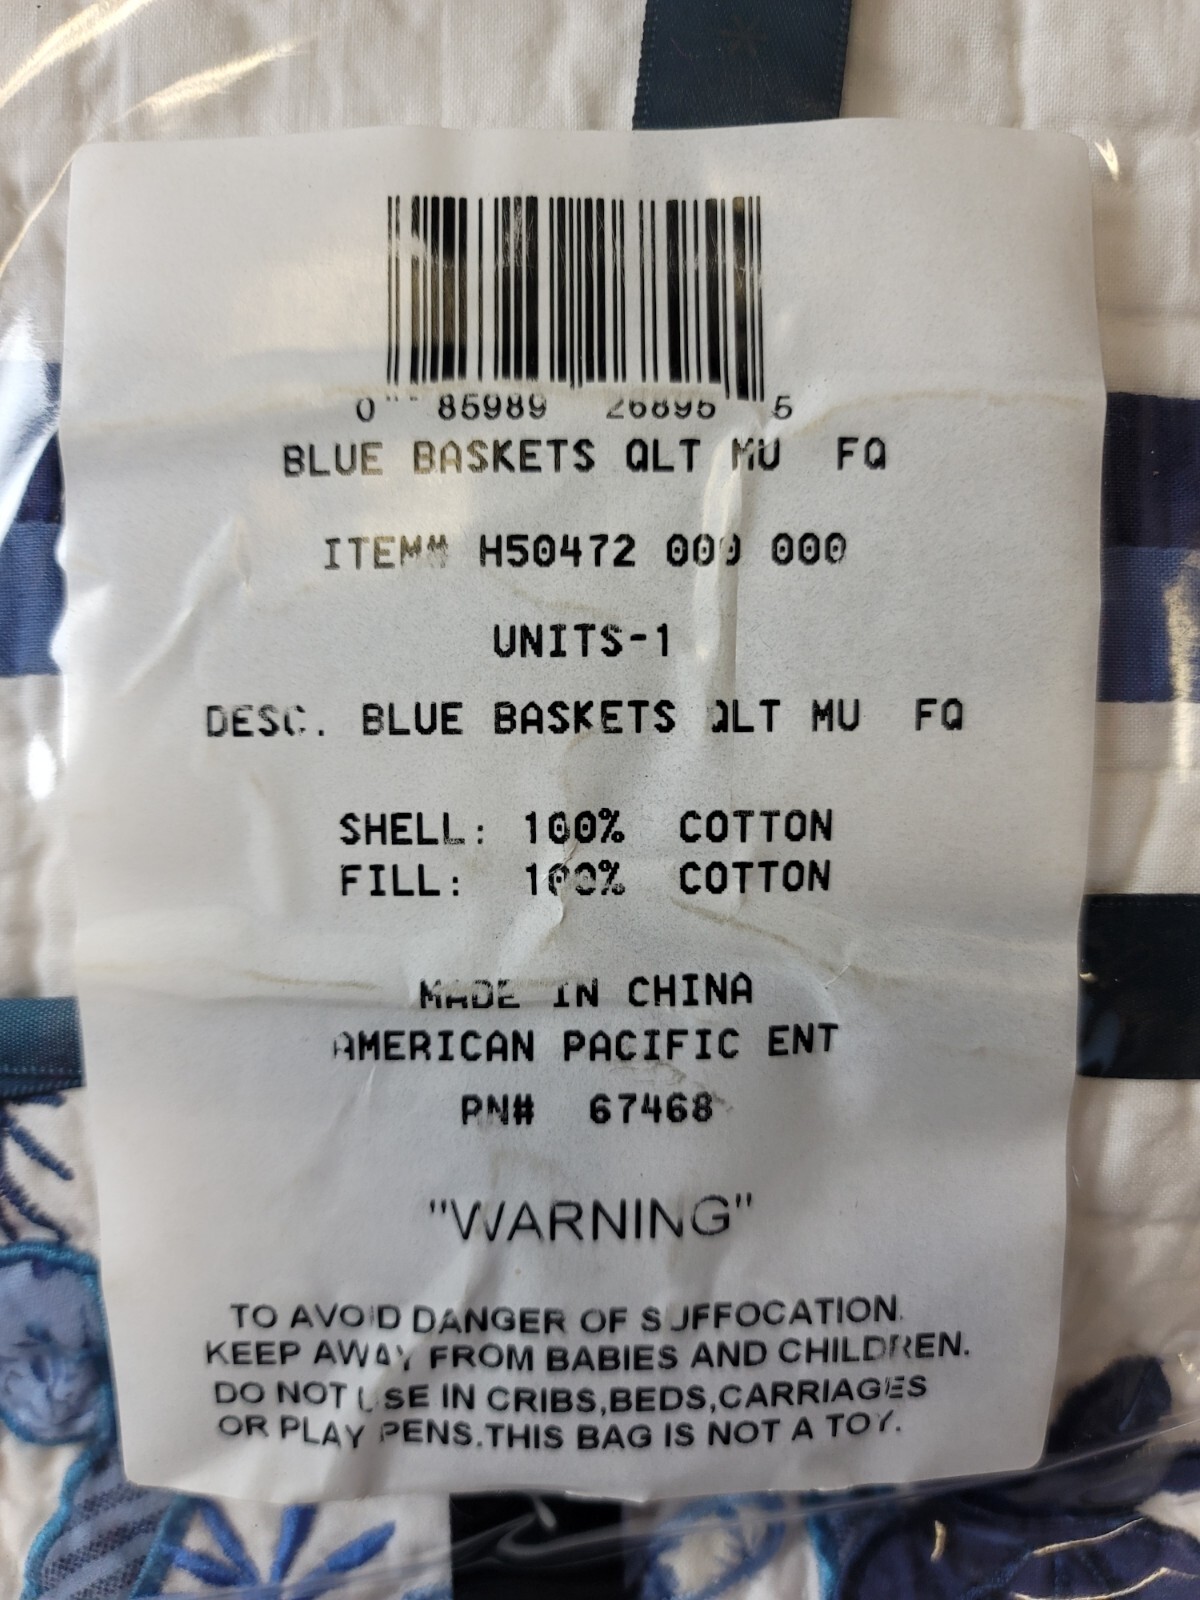 0 85989 26895 5
BLUE BASKETS QLT MU FQ
ITEM# H50472 000 000
UNITS-1
DESC. BLUE BASKETS QLT MU FQ
SHELL: 100% COTTON
FILL: 100% COTTON
MADE IN CHINA
AMERICAN PACIFIC ENT
RN# 67468
"WARNING"
TO AVOID DANGER OF SUFFOCATION.
KEEP AWAY FROM BABIES AND CHILDREN.
DO NOT USE IN CRIBS,BEDS,CARRIAGES
OR PLAY PENS.THIS BAG IS NOT A TOY.